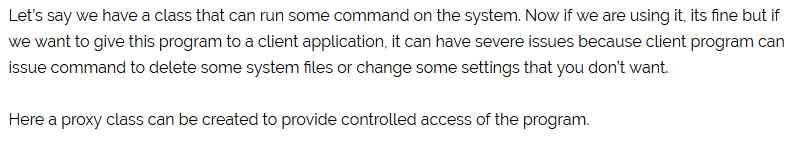 Let's say we have a class that can run some command on the system. Now if we are using it, its fine but if
we want to give this program to a client application, it can have severe issues because client program can
issue command to delete some system files or change some settings that you don't want.
Here a proxy class can be created to provide controlled access of the program.